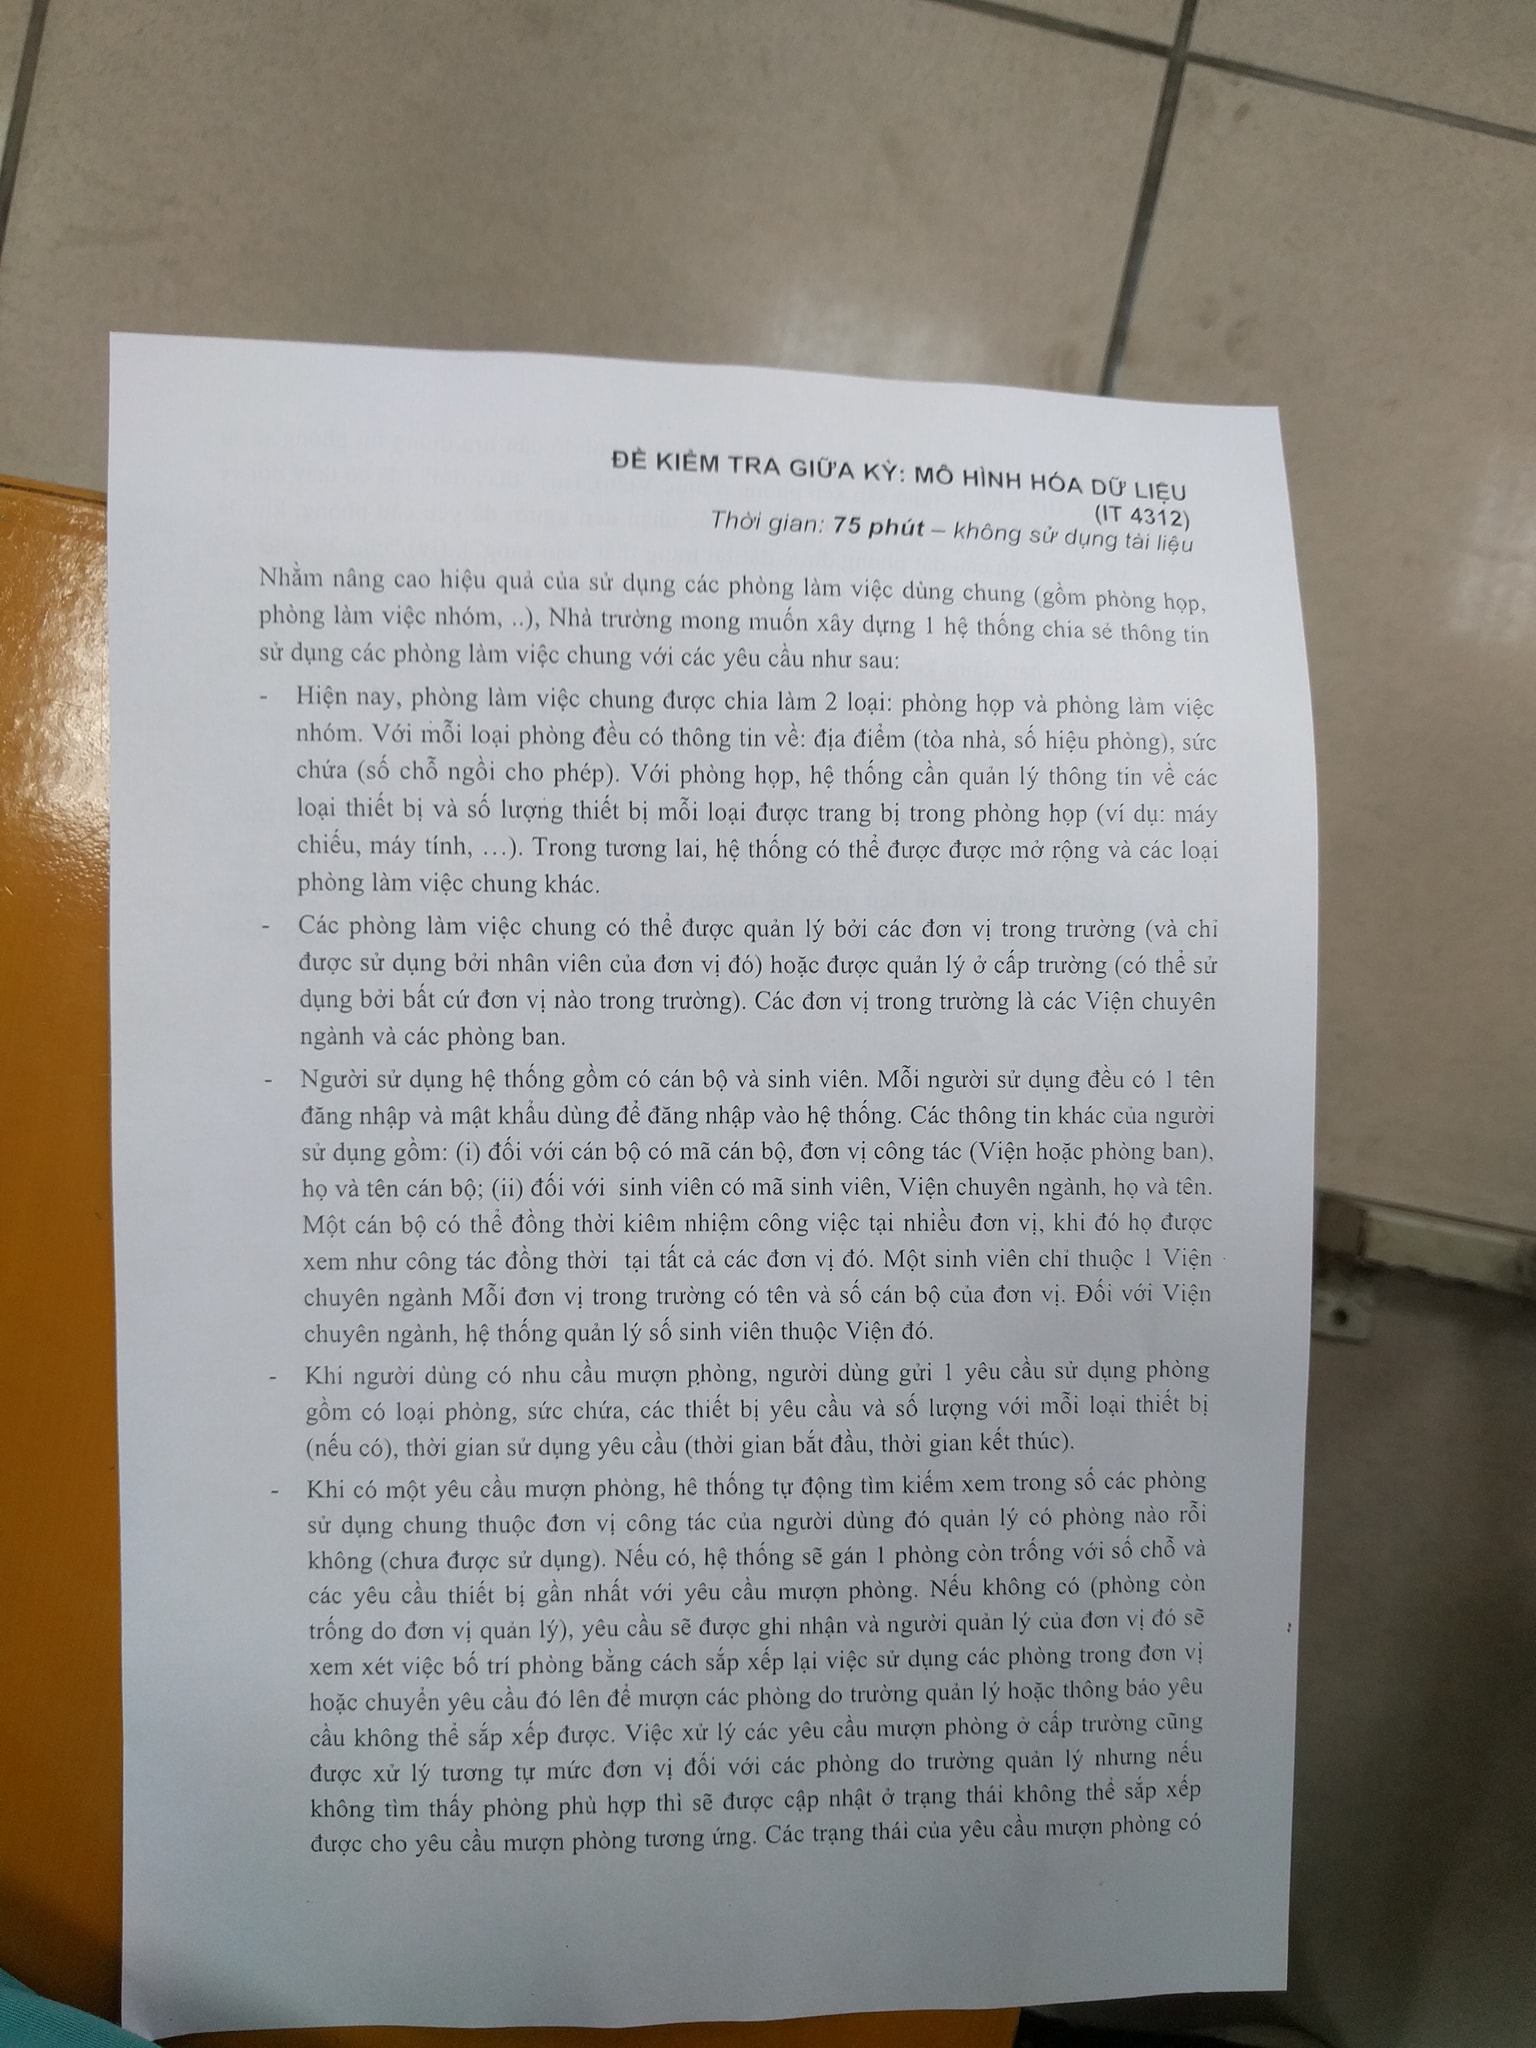 ĐỀ KIỂM TRA GIỮA KỲ: MÔ HÌNH HÓA DỮ LIỆU
(IT 4312)
Thời gian: 75 phút – không sử dụng tài liệu
Nhằm nâng cao hiệu quả của sử dụng các phòng làm việc dùng chung (gồm phòng họp,
phòng làm việc nhóm, ..), Nhà trường mong muốn xây dựng 1 hệ thống chia sẻ thông tin
sử dụng các phòng làm việc chung với các yêu cầu như sau:
- Hiện nay, phòng làm việc chung được chia làm 2 loại: phòng họp và phòng làm việc
nhóm. Với mỗi loại phòng đều có thông tin về: địa điểm (tòa nhà, số hiệu phòng), sức
chứa (số chỗ ngồi cho phép). Với phòng họp, hệ thống cần quản lý thông tin về các
loại thiết bị và số lượng thiết bị mỗi loại được trang bị trong phòng họp (ví dụ: máy
chiếu, máy tính, …). Trong tương lai, hệ thống có thể được được mở rộng và các loại
phòng làm việc chung khác.
- Các phòng làm việc chung có thể được quản lý bởi các đơn vị trong trường (và chỉ
được sử dụng bởi nhân viên của đơn vị đó) hoặc được quản lý ở cấp trường (có thể sử
dụng bởi bất cứ đơn vị nào trong trường). Các đơn vị trong trường là các Viện chuyên
ngành và các phòng ban.
- Người sử dụng hệ thống gồm có cán bộ và sinh viên. Mỗi người sử dụng đều có 1 tên
đăng nhập và mật khẩu dùng để đăng nhập vào hệ thống. Các thông tin khác của người
sử dụng gồm: (i) đối với cán bộ có mã cán bộ, đơn vị công tác (Viện hoặc phòng ban),
họ và tên cán bộ; (ii) đối với sinh viên có mã sinh viên, Viện chuyên ngành, họ và tên.
Một cán bộ có thể đồng thời kiêm nhiệm công việc tại nhiều đơn vị, khi đó họ được
xem như công tác đồng thời tại tất cả các đơn vị đó. Một sinh viên chỉ thuộc 1 Viện
chuyên ngành Mỗi đơn vị trong trường có tên và số cán bộ của đơn vị. Đối với Viện
chuyên ngành, hệ thống quản lý số sinh viên thuộc Viện đó.
- Khi người dùng có nhu cầu mượn phòng, người dùng gửi 1 yêu cầu sử dụng phòng
gồm có loại phòng, sức chứa, các thiết bị yêu cầu và số lượng với mỗi loại thiết bị
(nếu có), thời gian sử dụng yêu cầu (thời gian bắt đầu, thời gian kết thúc).
- Khi có một yêu cầu mượn phòng, hê thống tự động tìm kiếm xem trong số các phòng
sử dụng chung thuộc đơn vị công tác của người dùng đó quản lý có phòng nào rỗi
không (chưa được sử dụng). Nếu có, hệ thống sẽ gán 1 phòng còn trống với số chỗ và
các yêu cầu thiết bị gần nhất với yêu cầu mượn phòng. Nếu không có (phòng còn
trống do đơn vị quản lý), yêu cầu sẽ được ghi nhận và người quản lý của đơn vị đó sẽ
xem xét việc bố trí phòng bằng cách sắp xếp lại việc sử dụng các phòng trong đơn vị
hoặc chuyển yêu cầu đó lên để mượn các phòng do trường quản lý hoặc thông báo yêu
cầu không thể sắp xếp được. Việc xử lý các yêu cầu mượn phòng ở cấp trường cũng
được xử lý tương tự mức đơn vị đối với các phòng do trường quản lý nhưng nếu
không tìm thấy phòng phù hợp thì sẽ được cập nhật ở trạng thái không thể sắp xếp
được cho yêu cầu mượn phòng tương ứng. Các trạng thái của yêu cầu mượn phòng có